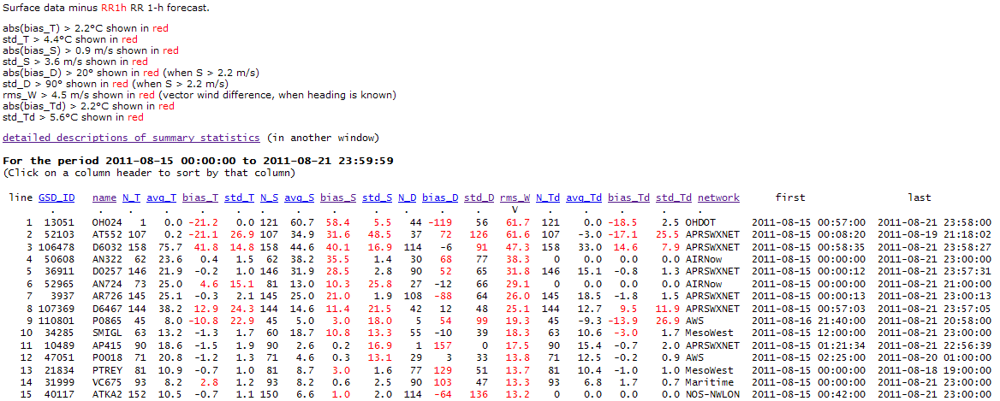 Surface data minus RR1h RR 1-h forecast.
abs(bias_T) > 2.2°C shown in red
std_T > 4.4°C shown in red
abs(bias_S) > 0.9 m/s shown in red
std_S > 3.6 m/s shown in red
abs(bias_D) > 20° shown in red (when S > 2.2 m/s)
std_D > 90° shown in red (when S > 2.2 m/s)
rms_W > 4.5 m/s shown in red (vector wind difference, when heading is known)
abs(bias_Td) > 2.2°C shown in red
std_Td > 5.6°C shown in red
detailed descriptions of summary statistics (in another window)
For the period 2011-08-15 00:00:00 to 2011-08-21 23:59:59
(Click on a column header to sort by that column)
line GSD_ID name N_T avg_T bias_T std_T N_S avg_S bias_S std_S N_D bias_D std_D rms_W N_Td avg_Td bias_Td std_Td network first last
. . . . . . . . . . . . . V . . . . .
1 13051 OH024 1 0.0 -21.2 0.0 121 60.7 58.4 5.5 44 -119 56 61.7 121 0.0 -18.5 2.5 OHDOT 2011-08-15 00:57:00 2011-08-21 23:58:00
2 52103 AT552 107 0.2 -21.1 26.9 107 34.9 31.6 48.5 37 72 126 61.6 107 -3.0 -17.1 25.5 APRSWXNET 2011-08-15 00:08:20 2011-08-19 21:18:02
3 106478 D6032 158 75.7 41.8 14.8 158 44.6 40.1 16.9 114 -6 91 47.3 158 33.0 14.6 7.9 APRSWXNET 2011-08-15 00:58:35 2011-08-21 23:58:27
4 50608 AN322 62 23.6 0.4 1.5 62 38.2 35.5 1.4 30 68 77 38.3 0 0.0 0.0 0.0 AIRNow 2011-08-15 00:00:00 2011-08-21 23:00:00
5 36911 D0257 146 21.9 -0.2 1.0 146 31.9 28.5 2.8 90 52 65 31.8 146 15.1 -0.8 1.3 APRSWXNET 2011-08-15 00:00:12 2011-08-21 23:57:31
6 52965 AN724 73 25.0 4.6 15.1 81 13.0 10.3 25.8 27 -12 66 29.1 0 0.0 0.0 0.0 AIRNow 2011-08-15 00:00:00 2011-08-21 21:00:00
7 3937 AR726 145 25.1 -0.3 2.1 145 25.0 21.0 1.9 108 -88 64 26.0 145 18.5 -1.8 1.5 APRSWXNET 2011-08-15 00:00:13 2011-08-21 23:00:13
8 107369 D6467 144 38.2 12.9 24.3 144 14.6 11.4 21.5 42 12 48 25.1 144 12.7 9.5 11.9 APRSWXNET 2011-08-15 00:57:03 2011-08-21 23:57:05
9 110801 P0865 45 8.0 -10.8 22.9 45 5.1 3.0 18.0 5 54 99 19.3 45 -9.3 -13.9 26.9 AWS 2011-08-16 21:40:00 2011-08-21 20:58:00
10 34285 SMIGL 63 13.2 -1.3 1.7 60 18.7 10.8 13.3 55 -10 39 18.3 63 10.6 -3.0 1.7 MesoWest 2011-08-15 12:00:00 2011-08-21 23:00:00
11 10489 AP415 90 18.6 -1.5 1.9 90 2.6 0.2 16.9 1 157 0 17.5 90 15.4 -0.7 2.0 APRSWXNET 2011-08-15 01:21:34 2011-08-21 22:56:39
12 47051 P0018 71 20.8 -1.2 1.3 71 4.6 0.3 13.1 29 3 33 13.8 71 12.5 -0.2 0.9 AWS 2011-08-15 02:25:00 2011-08-20 01:00:00
13 21834 PTREY 81 10.9 -0.7 1.0 81 8.7 3.0 1.6 77 129 51 13.7 81 10.4 -1.0 1.0 MesoWest 2011-08-15 00:00:00 2011-08-18 19:00:00
14 31999 VC675 93 8.2 2.8 1.2 93 8.2 0.6 2.5 90 103 47 13.3 93 6.8 1.7 0.7 Maritime 2011-08-15 00:00:00 2011-08-21 23:00:00
15 40117 ATKA2 152 10.5 -0.7 1.1 150 6.6 1.0 2.0 114 -64 136 13.2 0 0.0 0.0 0.0 NOS-NWLON 2011-08-15 00:42:00 2011-08-21 23:00:00